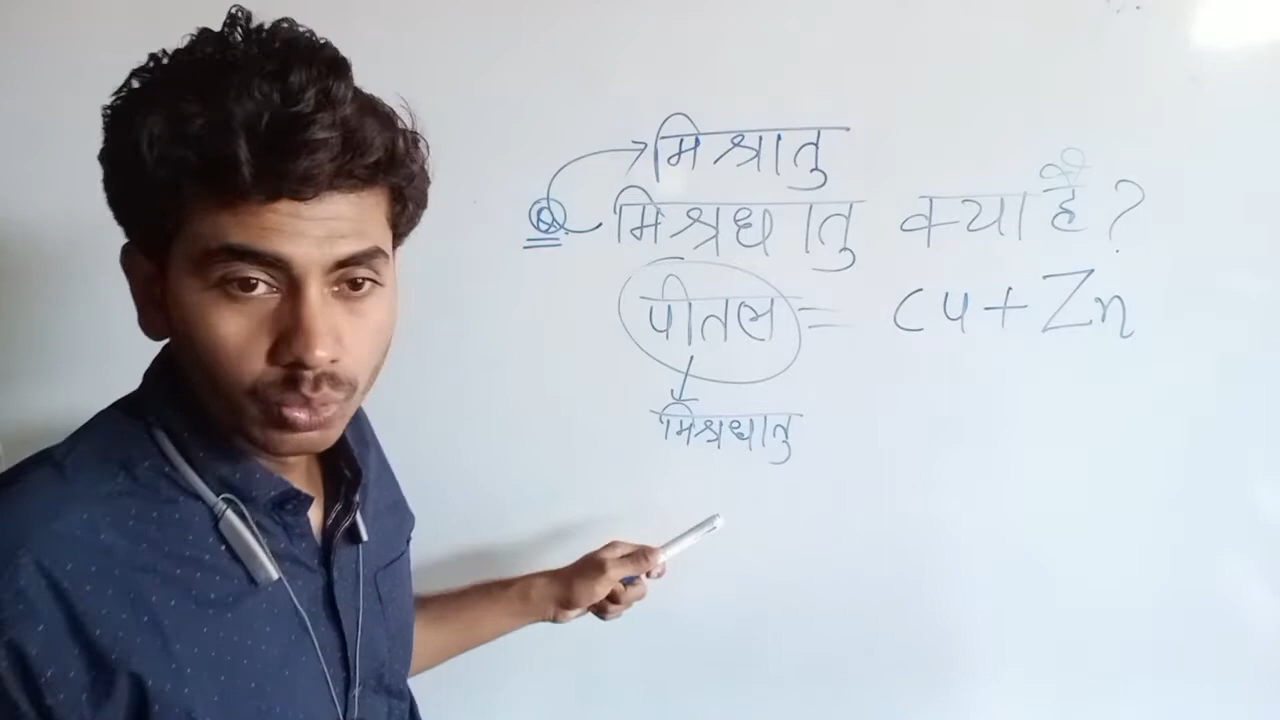 मिश्रातु
Q मिश्रधातु क्या है ?
पीतल = Cu + Zn
मिश्रधातु